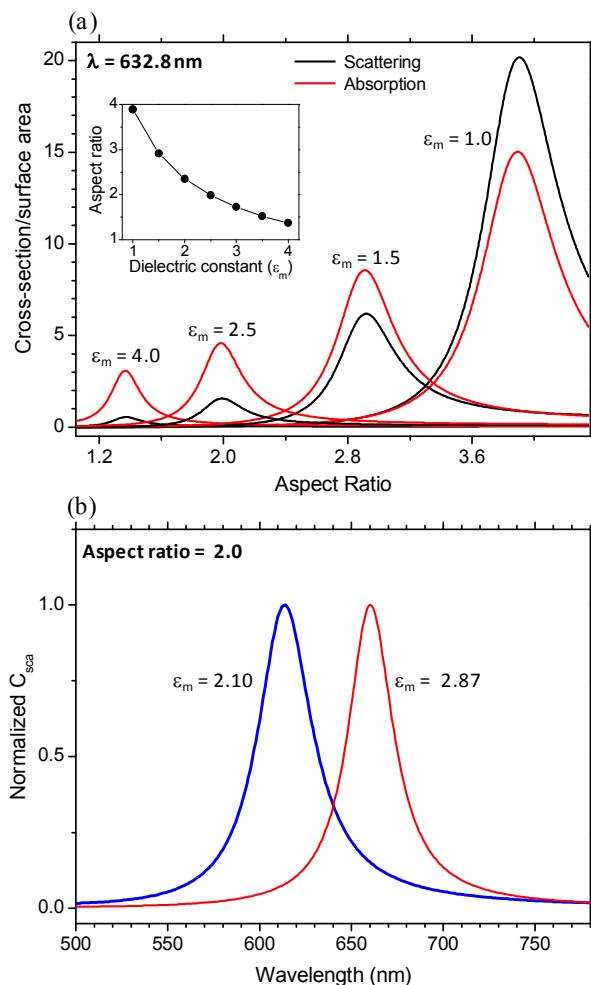 (a)
λ = 632.8 nm
Scattering
Absorption
εm = 1.0
εm = 1.5
εm = 2.5
εm = 4.0
4
3
2
1
Aspect ratio
1 2 3 4
Dielectric constant (εm)
20
15
10
5
0
Cross-section/surface area
1.2 2.0 2.8 3.6
Aspect Ratio
(b)
Aspect ratio = 2.0
εm = 2.10
εm = 2.87
1.0
0.5
0.0
Normalized Csca
500 550 600 650 700 750
Wavelength (nm)